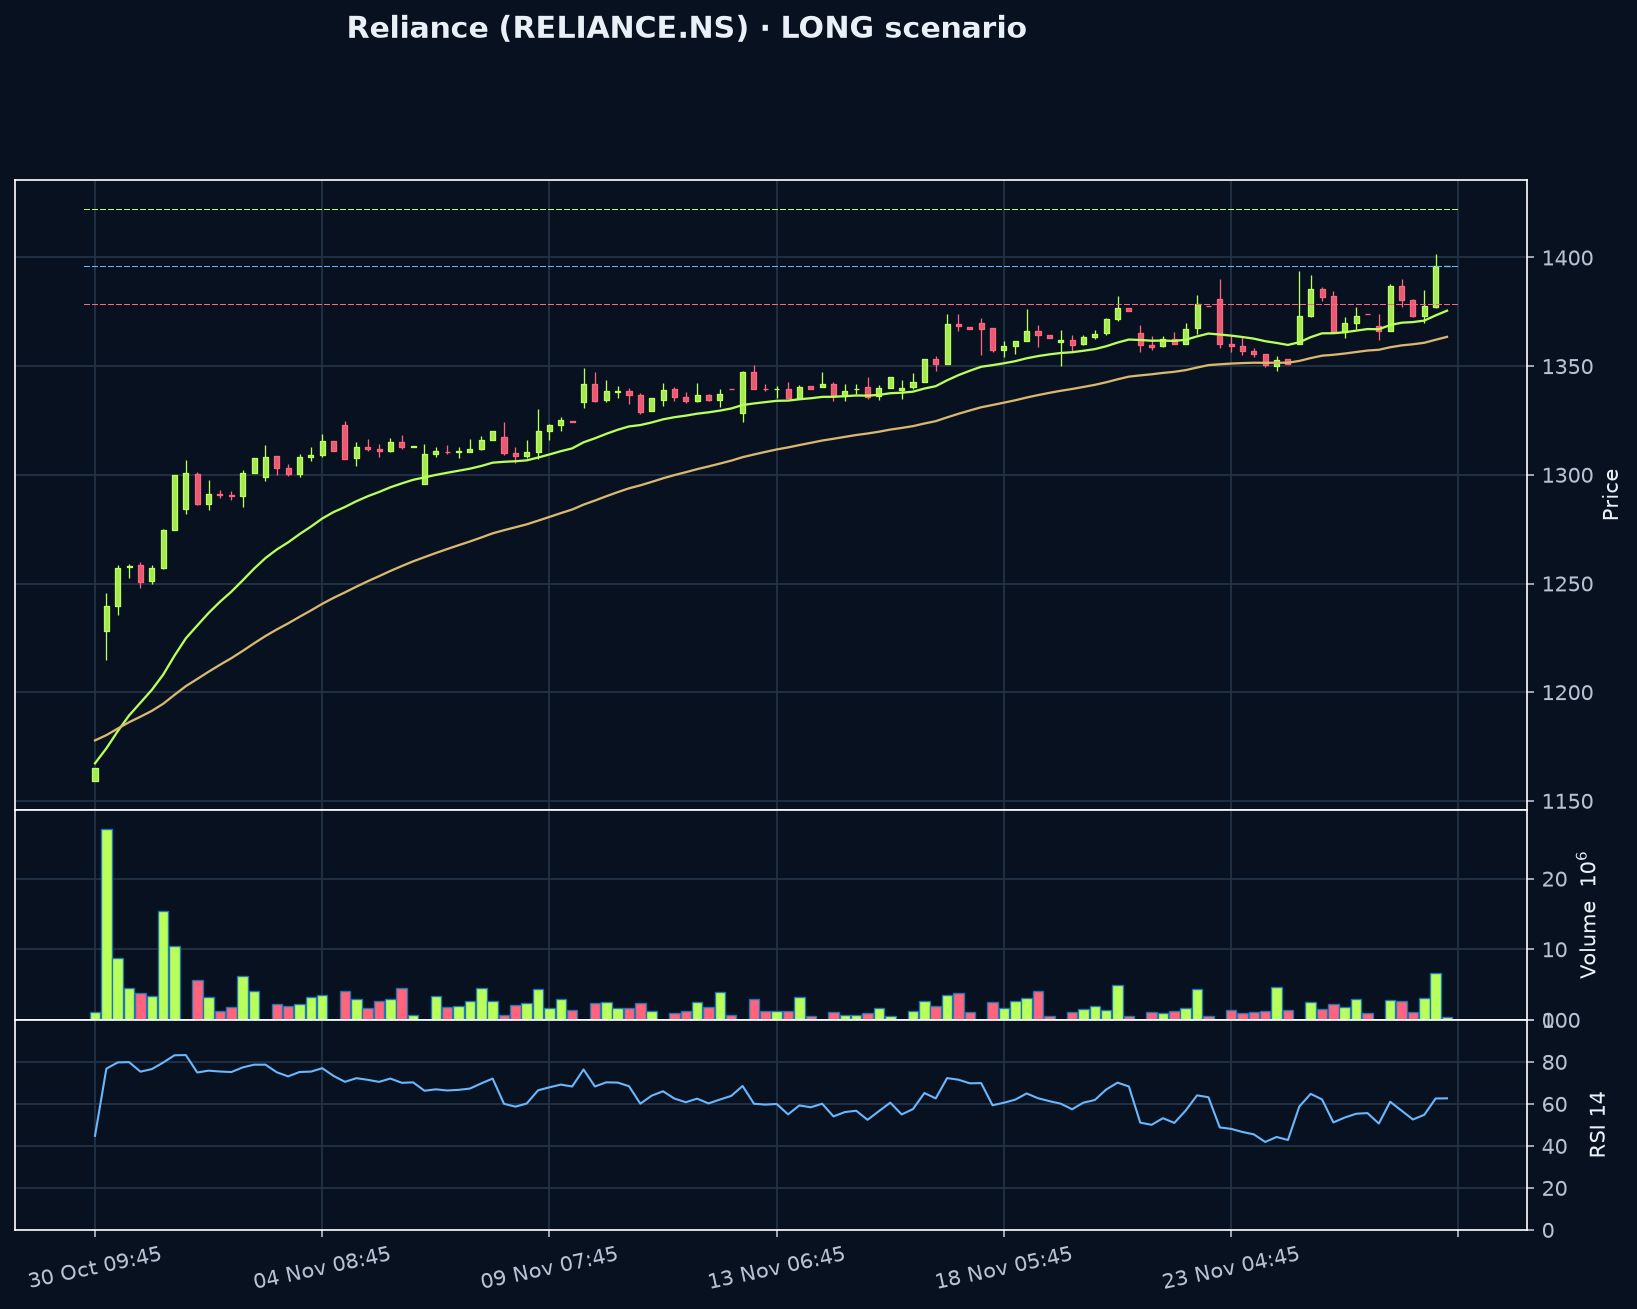 Reliance (RELIANCE.NS) · LONG scenario
1400
1350
1300
1250
1200
1150
Price
20
10
0
Volume 10⁶
100
80
60
40
20
0
RSI 14
30 Oct 09:45
04 Nov 08:45
09 Nov 07:45
13 Nov 06:45
18 Nov 05:45
23 Nov 04:45